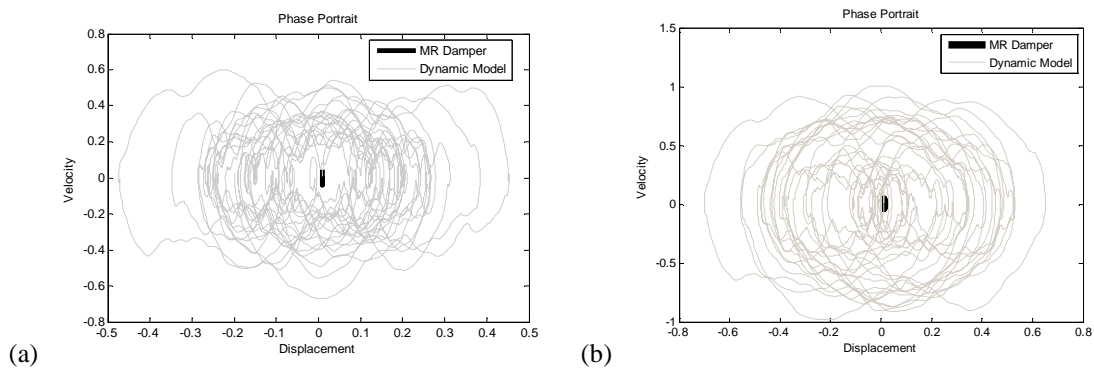 Phase Portrait
0.8
0.6
0.4
0.2
0
-0.2
-0.4
-0.6
-0.8
-0.5 -0.4 -0.3 -0.2 -0.1 0 0.1 0.2 0.3 0.4 0.5
Velocity
Displacement
MR Damper
Dynamic Model
(a)
Phase Portrait
1.5
1
0.5
0
-0.5
-1
-0.8 -0.6 -0.4 -0.2 0 0.2 0.4 0.6 0.8
Velocity
Displacement
MR Damper
Dynamic Model
(b)